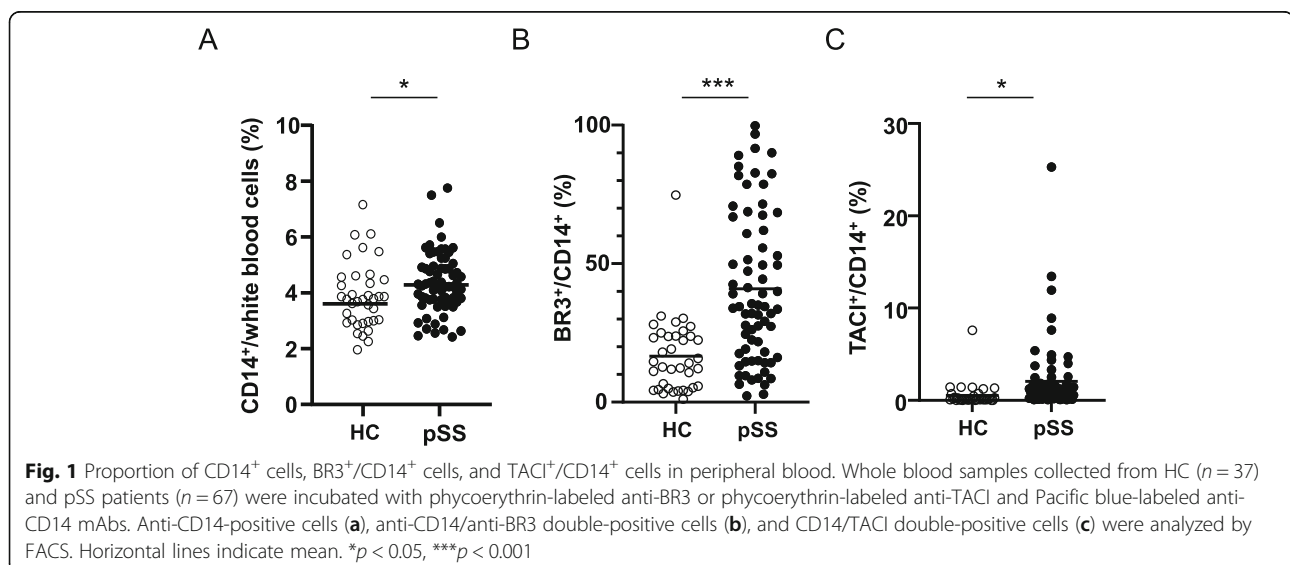 A
B
C
*
***
*
CD14⁺/white blood cells (%)
10
8
6
4
2
0
HC
pSS
BR3⁺/CD14⁺ (%)
100
50
0
HC
pSS
TACI⁺/CD14⁺ (%)
30
20
10
0
HC
pSS
Fig. 1 Proportion of CD14⁺ cells, BR3⁺/CD14⁺ cells, and TACI⁺/CD14⁺ cells in peripheral blood. Whole blood samples collected from HC (n = 37)
and pSS patients (n = 67) were incubated with phycoerythrin-labeled anti-BR3 or phycoerythrin-labeled anti-TACI and Pacific blue-labeled anti-
CD14 mAbs. Anti-CD14-positive cells (a), anti-CD14/anti-BR3 double-positive cells (b), and CD14/TACI double-positive cells (c) were analyzed by
FACS. Horizontal lines indicate mean. *p < 0.05, ***p < 0.001